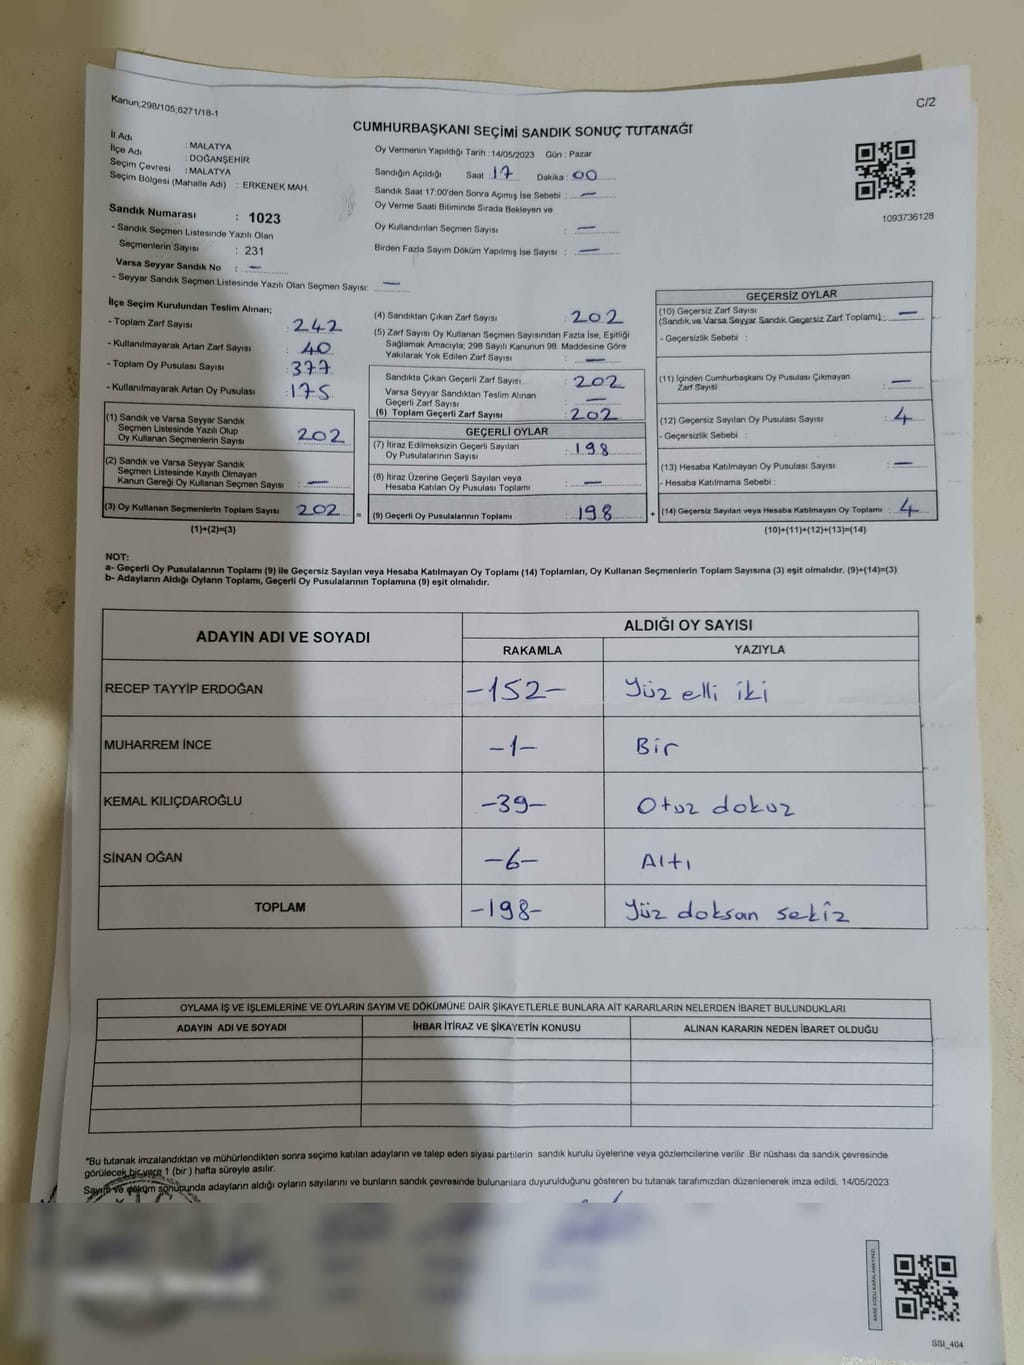 Kanun;298/105,6271/18-1
C/2
CUMHURBAŞKANI SEÇİMİ SANDIK SONUÇ TUTANAĞI
İl Adı : MALATYA
İlçe Adı : DOĞANŞEHİR
Seçim Çevresi : MALATYA
Seçim Bölgesi (Mahalle Adı) : ERKENEK MAH.
Sandık Numarası : 1023
- Sandık Seçmen Listesinde Yazılı Olan
Seçmenlerin Sayısı : 231
Varsa Seyyar Sandık No : —
- Seyyar Sandık Seçmen Listesinde Yazılı Olan Seçmen Sayısı: —
Oy Vermenin Yapıldığı Tarih : 14/05/2023 Gün : Pazar
Sandığın Açıldığı Saat : 17 Dakika : 00
Sandık Saat 17:00'den Sonra Açımış İse Sebebi : —
Oy Verme Saati Bitiminde Sırada Bekleyen ve
Oy Kullandırılan Seçmen Sayısı : —
Birden Fazla Sayım Döküm Yapılmış İse Sayısı : —
1093736128
İlçe Seçim Kurulundan Teslim Alınan;
- Toplam Zarf Sayısı : 242
- Kullanılmayarak Artan Zarf Sayısı : 40
- Toplam Oy Pusulası Sayısı : 377
- Kullanılmayarak Artan Oy Pusulası : 175
(1) Sandık ve Varsa Seyyar Sandık
Seçmen Listesinde Yazılı Olup
Oy Kullanan Seçmenlerin Sayısı : 202
(2) Sandık ve Varsa Seyyar Sandık
Seçmen Listesinde Kayıtlı Olmayan
Kanun Gereği Oy Kullanan Seçmen Sayısı : —
(3) Oy Kullanan Seçmenlerin Toplam Sayısı : 202
(1)+(2)=(3)
(4) Sandıktan Çıkan Zarf Sayısı : 202
(5) Zarf Sayısı Oy Kullanan Seçmen Sayısından Fazla İse, Eşitliği
Sağlamak Amacıyla; 298 Sayılı Kanunun 98. Maddesine Göre
Yakılarak Yok Edilen Zarf Sayısı : —
Sandıkta Çıkan Geçerli Zarf Sayısı : 202
Varsa Seyyar Sandıktan Teslim Alınan
Geçerli Zarf Sayısı : —
(6) Toplam Geçerli Zarf Sayısı : 202
GEÇERLİ OYLAR
(7) İtiraz Edilmeksizin Geçerli Sayılan
Oy Pusulalarının Sayısı : 198
(8) İtiraz Üzerine Geçerli Sayılan veya
Hesaba Katılan Oy Pusulası Toplamı : —
= (9) Geçerli Oy Pusulalarının Toplamı : 198
GEÇERSİZ OYLAR
(10) Geçersiz Zarf Sayısı
(Sandık ve Varsa Seyyar Sandık Geçersiz Zarf Toplamı) : —
- Geçersizlik Sebebi :
(11) İçinden Cumhurbaşkanı Oy Pusulası Çıkmayan
Zarf Sayısı : —
(12) Geçersiz Sayılan Oy Pusulası Sayısı : 4
- Geçersizlik Sebebi :
(13) Hesaba Katılmayan Oy Pusulası Sayısı : —
- Hesaba Katılmama Sebebi :
+ (14) Geçersiz Sayılan veya Hesaba Katılmayan Oy Toplamı : 4
(10)+(11)+(12)+(13)=(14)
NOT:
a- Geçerli Oy Pusulalarının Toplamı (9) ile Geçersiz Sayılan veya Hesaba Katılmayan Oy Toplamı (14) Toplamları, Oy Kullanan Seçmenlerin Toplam Sayısına (3) eşit olmalıdır. (9)+(14)=(3)
b- Adayların Aldığı Oyların Toplamı, Geçerli Oy Pusulalarının Toplamına (9) eşit olmalıdır.
ADAYIN ADI VE SOYADI
ALDIĞI OY SAYISI
RAKAMLA YAZIYLA
RECEP TAYYİP ERDOĞAN -152- Yüz elli iki
MUHARREM İNCE -1- Bir
KEMAL KILIÇDAROĞLU -39- Otuz dokuz
SİNAN OĞAN -6- Altı
TOPLAM -198- Yüz doksan sekiz
OYLAMA İŞ VE İŞLEMLERİNE VE OYLARIN SAYIM VE DÖKÜMÜNE DAİR ŞİKAYETLERLE BUNLARA AİT KARARLARIN NELERDEN İBARET BULUNDUKLARI
ADAYIN ADI VE SOYADI İHBAR İTİRAZ VE ŞİKAYETİN KONUSU ALINAN KARARIN NEDEN İBARET OLDUĞU
*Bu tutanak imzalandıktan ve mühürlendikten sonra seçime katılan adayların ve talep eden siyasi partilerin sandık kurulu üyelerine veya gözlemcilerine verilir .Bir nüshası da sandık çevresinde
görülecek bir yere 1 (bir ) hafta süreyle asılır.
Sayım ve döküm sonucunda adayların aldığı oyların sayılarını ve bunların sandık çevresinde bulunanlara duyurulduğunu gösteren bu tutanak tarafımızdan düzenlenerek imza edildi. 14/05/2023
SSI_404